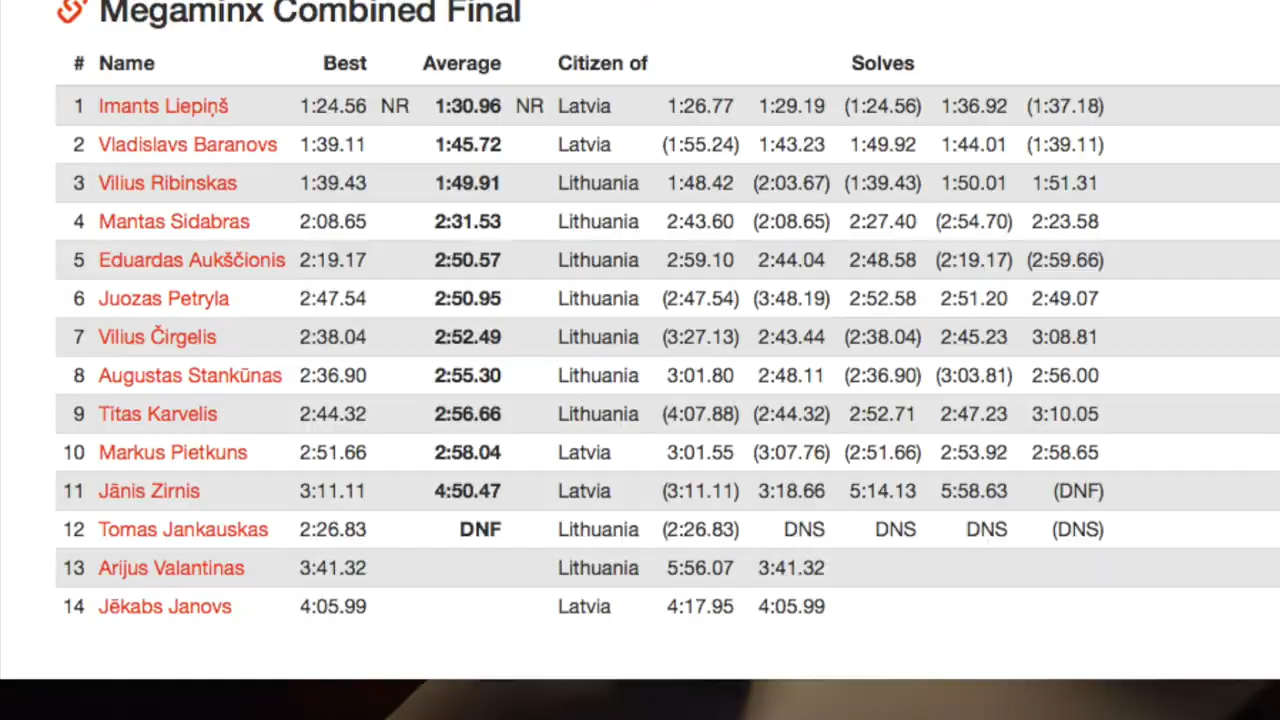 Megaminx Combined Final
# Name Best Average Citizen of Solves
1 Imants Liepiņš 1:24.56 NR 1:30.96 NR Latvia 1:26.77 1:29.19 (1:24.56) 1:36.92 (1:37.18)
2 Vladislavs Baranovs 1:39.11 1:45.72 Latvia (1:55.24) 1:43.23 1:49.92 1:44.01 (1:39.11)
3 Vilius Ribinskas 1:39.43 1:49.91 Lithuania 1:48.42 (2:03.67) (1:39.43) 1:50.01 1:51.31
4 Mantas Sidabras 2:08.65 2:31.53 Lithuania 2:43.60 (2:08.65) 2:27.40 (2:54.70) 2:23.58
5 Eduardas Aukščionis 2:19.17 2:50.57 Lithuania 2:59.10 2:44.04 2:48.58 (2:19.17) (2:59.66)
6 Juozas Petryla 2:47.54 2:50.95 Lithuania (2:47.54) (3:48.19) 2:52.58 2:51.20 2:49.07
7 Vilius Čirgelis 2:38.04 2:52.49 Lithuania (3:27.13) 2:43.44 (2:38.04) 2:45.23 3:08.81
8 Augustas Stankūnas 2:36.90 2:55.30 Lithuania 3:01.80 2:48.11 (2:36.90) (3:03.81) 2:56.00
9 Titas Karvelis 2:44.32 2:56.66 Lithuania (4:07.88) (2:44.32) 2:52.71 2:47.23 3:10.05
10 Markus Pietkuns 2:51.66 2:58.04 Latvia 3:01.55 (3:07.76) (2:51.66) 2:53.92 2:58.65
11 Jānis Zirnis 3:11.11 4:50.47 Latvia (3:11.11) 3:18.66 5:14.13 5:58.63 (DNF)
12 Tomas Jankauskas 2:26.83 DNF Lithuania (2:26.83) DNS DNS DNS (DNS)
13 Arijus Valantinas 3:41.32 Lithuania 5:56.07 3:41.32
14 Jēkabs Janovs 4:05.99 Latvia 4:17.95 4:05.99